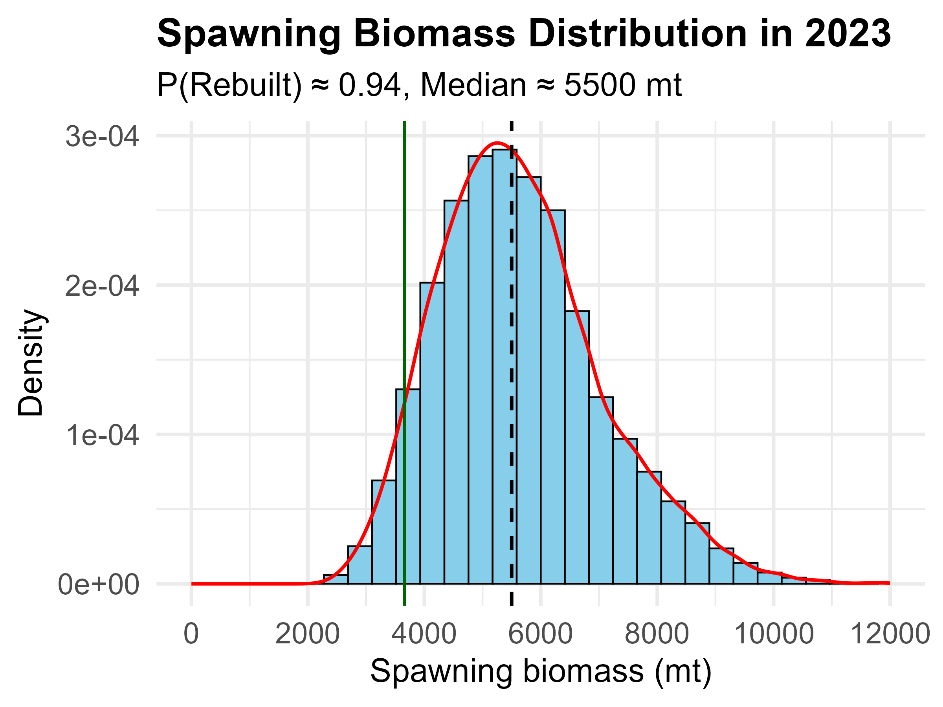 Spawning Biomass Distribution in 2023
P(Rebuilt) ≈ 0.94, Median ≈ 5500 mt
3e-04
2e-04
1e-04
0e+00
Density
0 2000 4000 6000 8000 10000 12000
Spawning biomass (mt)